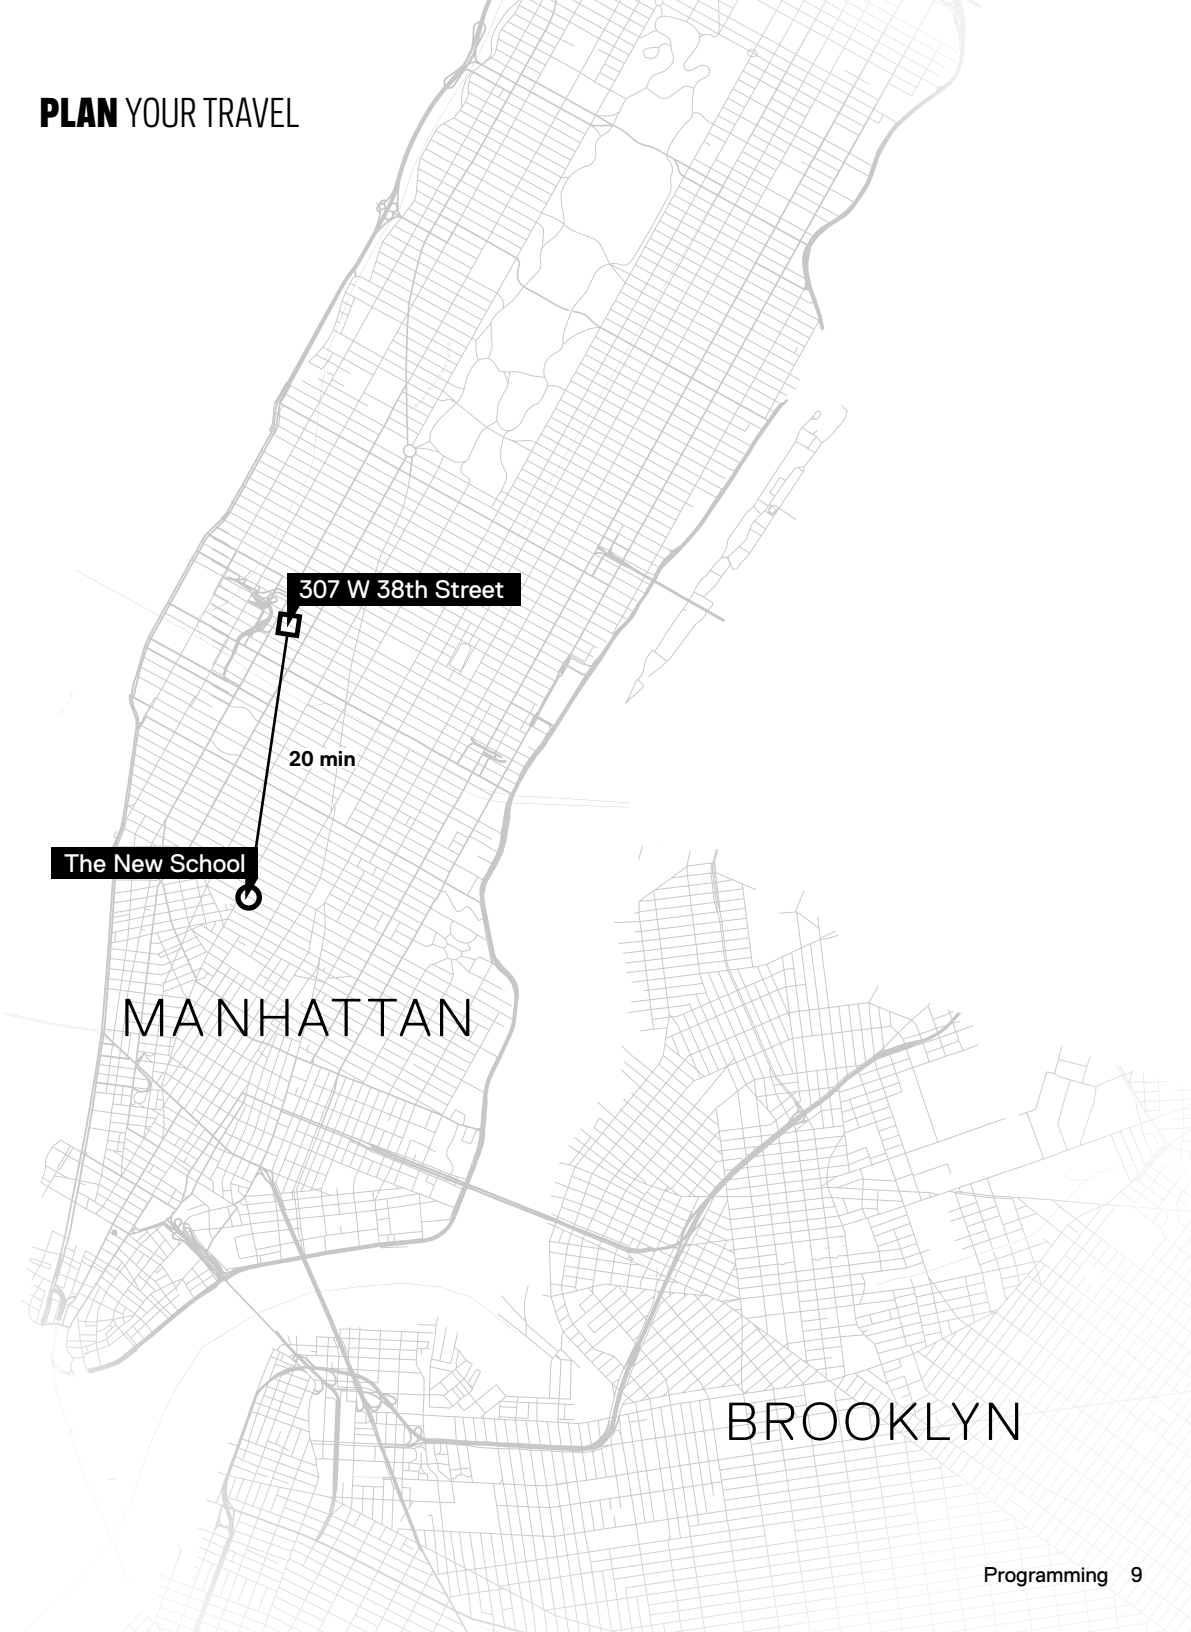 PLAN YOUR TRAVEL
307 W 38th Street
20 min
The New School
MANHATTAN
BROOKLYN
Programming 9